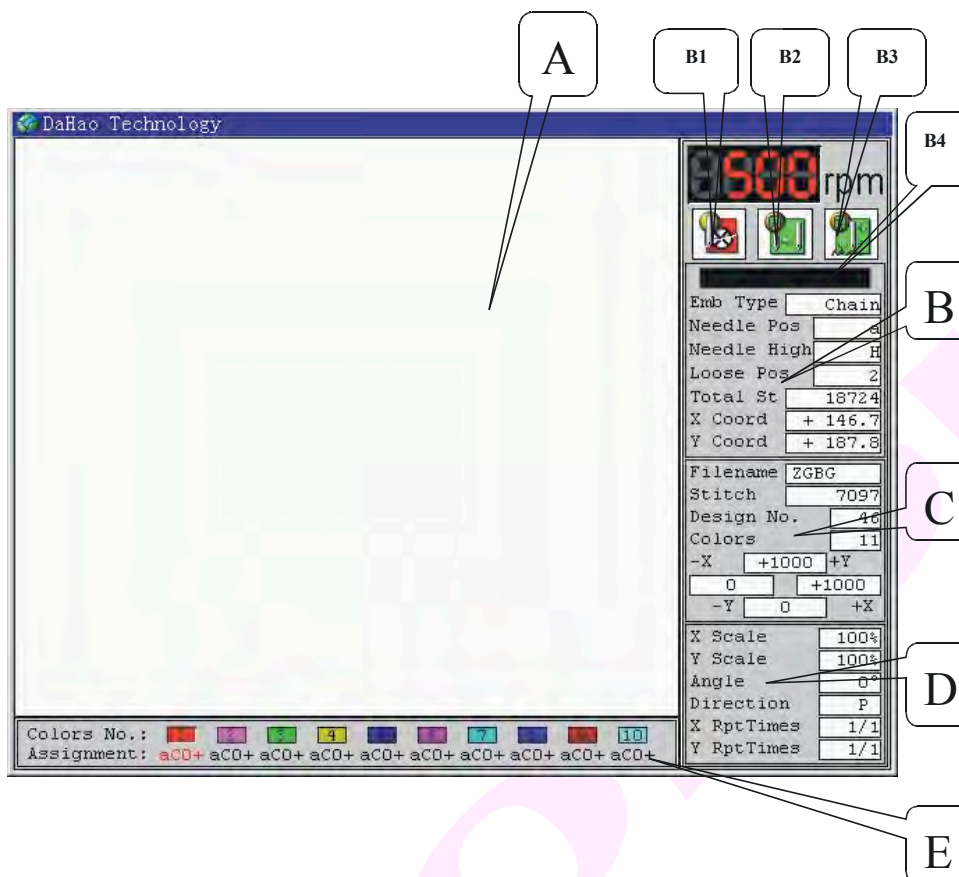 A
B1 B2 B3
B4
DaHao Technology
500 rpm
Emb Type Chain
B
Needle Pos a
Needle High H
Loose Pos 2
Total St 18724
X Coord + 146.7
Y Coord + 187.8
Filename ZGBG
Stitch 7097
C
Design No. 46
Colors 11
-X +1000 +Y
0 +1000
-Y 0 +X
X Scale 100%
Y Scale 100%
D
Angle 0°
Direction P
X RptTimes 1/1
Y RptTimes 1/1
Colors No.: 1 2 3 4 7 10
Assignment: aC0+ aC0+ aC0+ aC0+ aC0+ aC0+ aC0+ aC0+ aC0+ aC0+
E